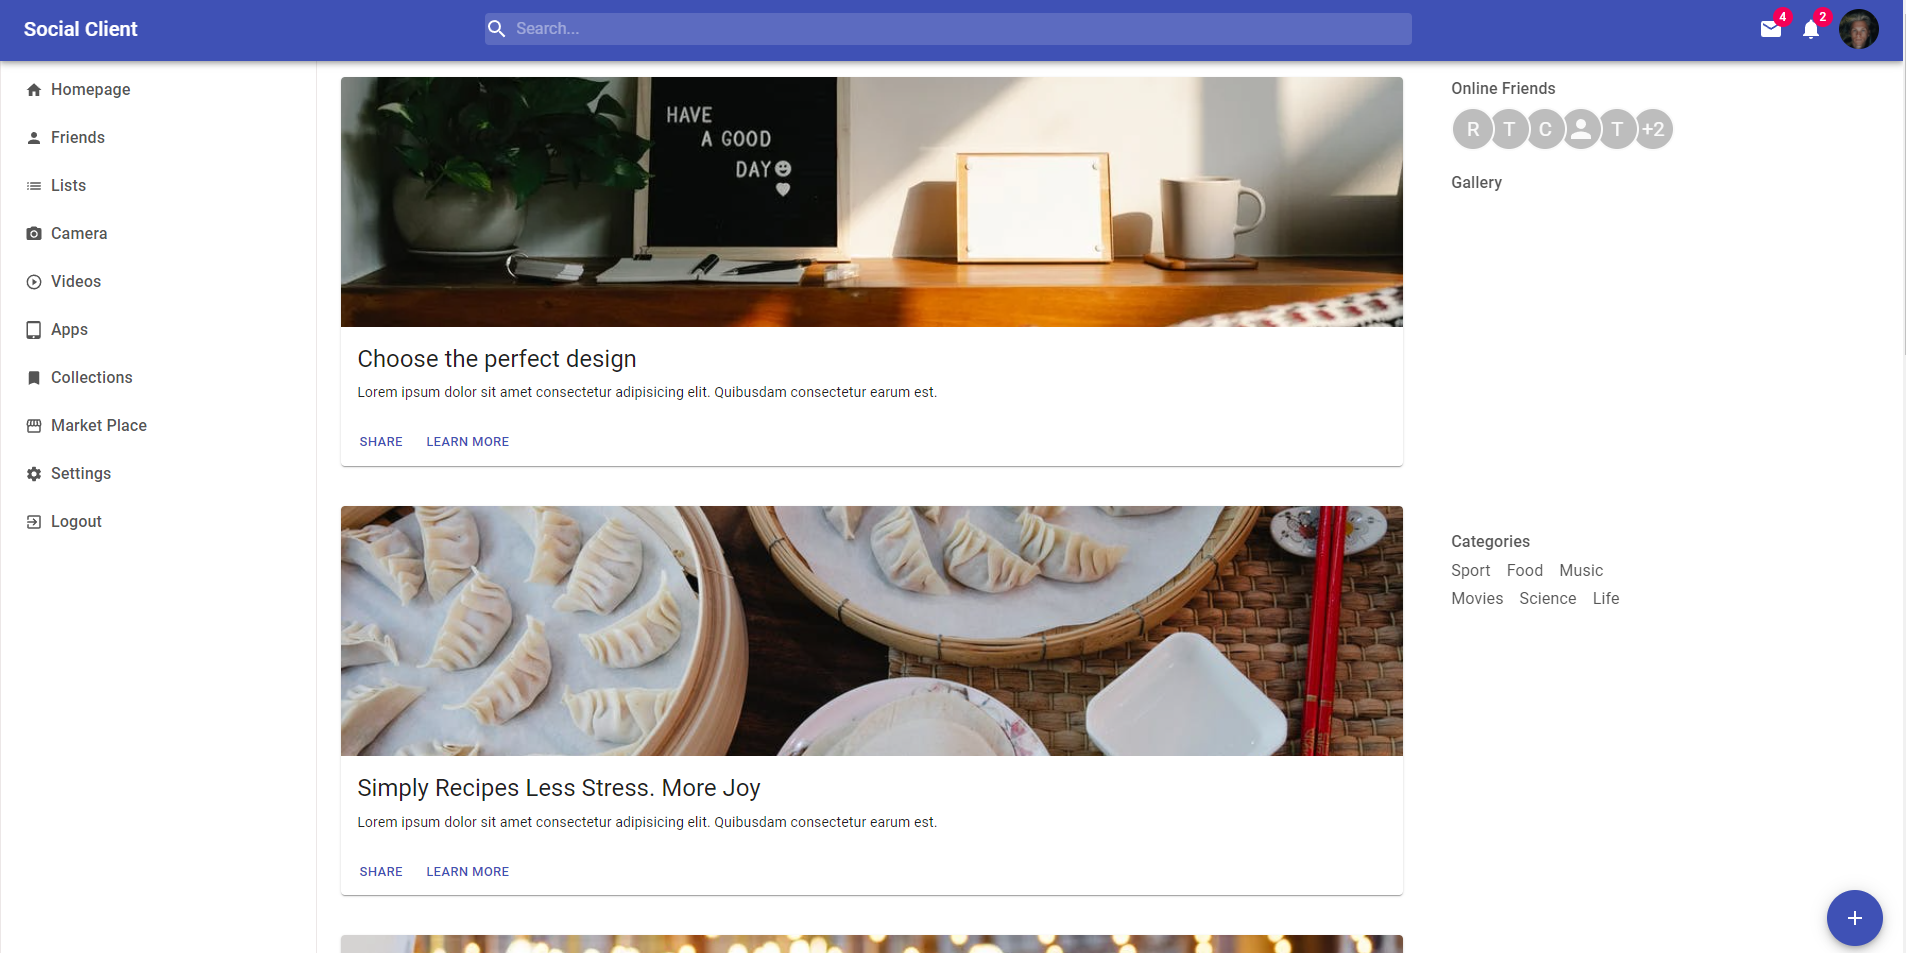 Social Client
Search...
4
2
Homepage
Friends
Lists
Camera
Videos
Apps
Collections
Market Place
Settings
Logout
HAVE
A GOOD
DAY
Choose the perfect design
Lorem ipsum dolor sit amet consectetur adipisicing elit. Quibusdam consectetur earum est.
SHARE LEARN MORE
Simply Recipes Less Stress. More Joy
Lorem ipsum dolor sit amet consectetur adipisicing elit. Quibusdam consectetur earum est.
SHARE LEARN MORE
Online Friends
R T C T +2
Gallery
Categories
Sport Food Music
Movies Science Life
+